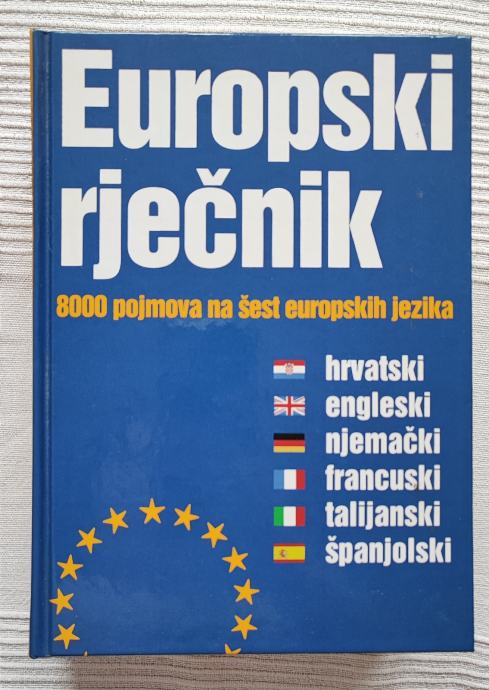 Europski
rječnik
8000 pojmova na šest europskih jezika
hrvatski
engleski
njemački
francuski
talijanski
španjolski